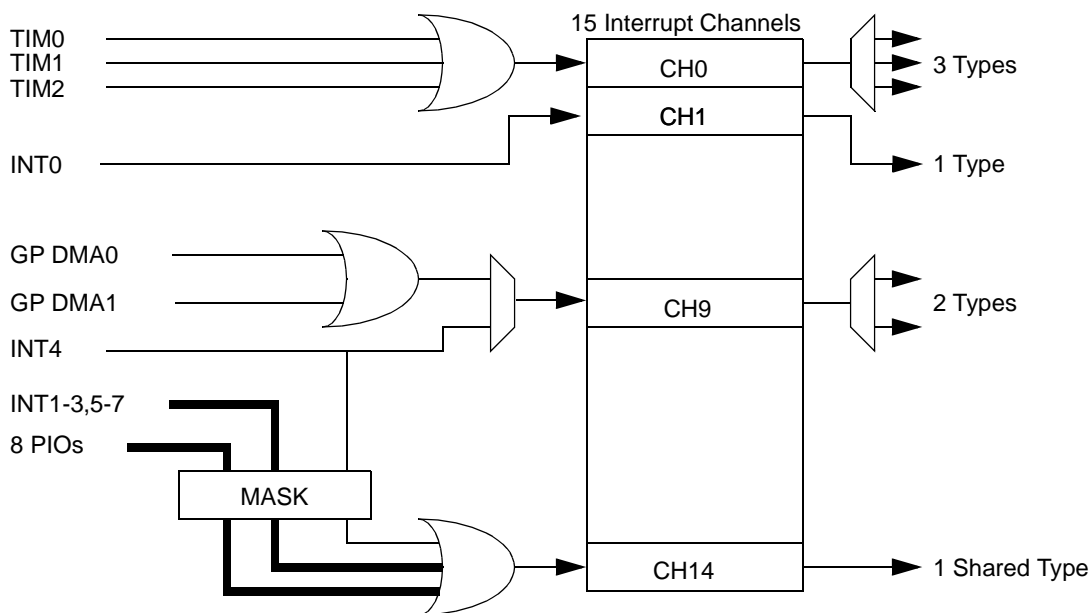 15 Interrupt Channels
TIM0
TIM1
TIM2
CH0
3 Types
CH1
INT0
1 Type
GP DMA0
GP DMA1
CH9
2 Types
INT4
INT1-3,5-7
8 PIOs
MASK
CH14
1 Shared Type